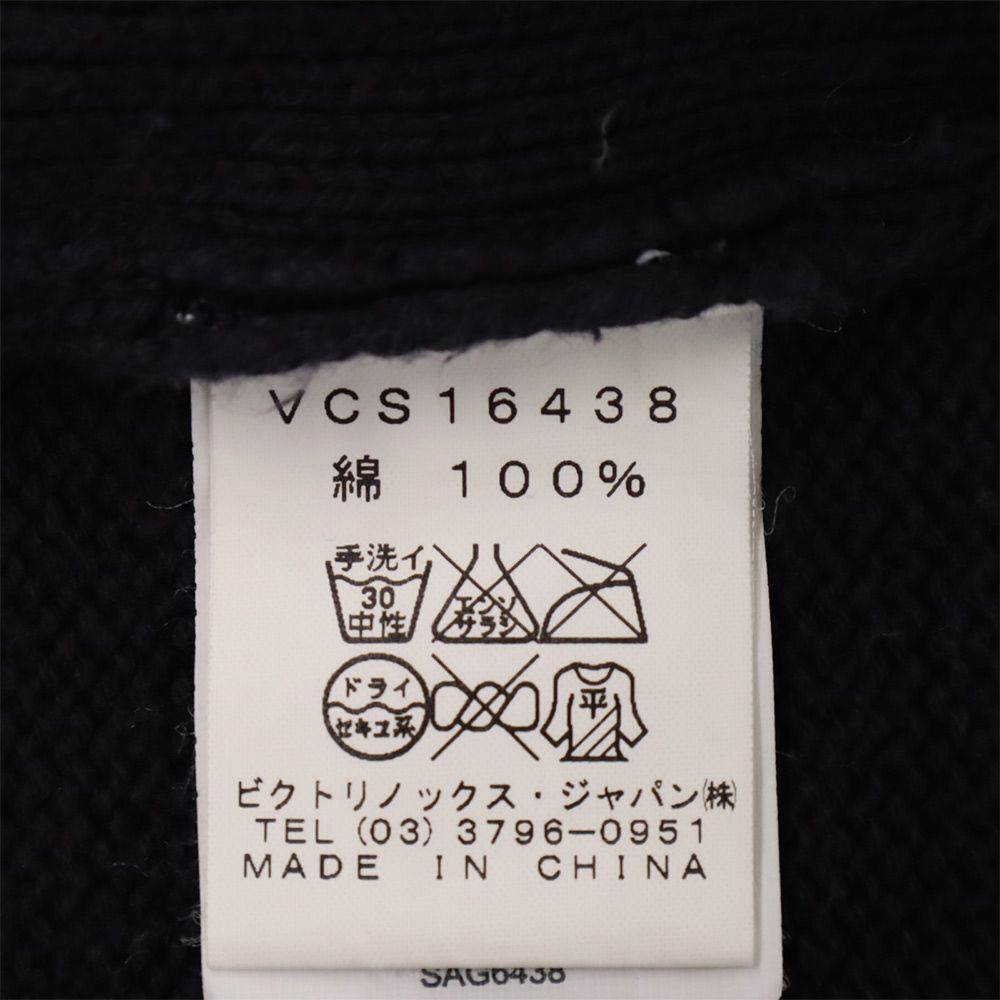 VCS16438
綿 100%
手洗イ
30
中性
エンソ
サラシ
ドライ
セキユ系
平
ビクトリノックス・ジャパン㈱
TEL (03) 3796-0951
MADE IN CHINA
SAG6438